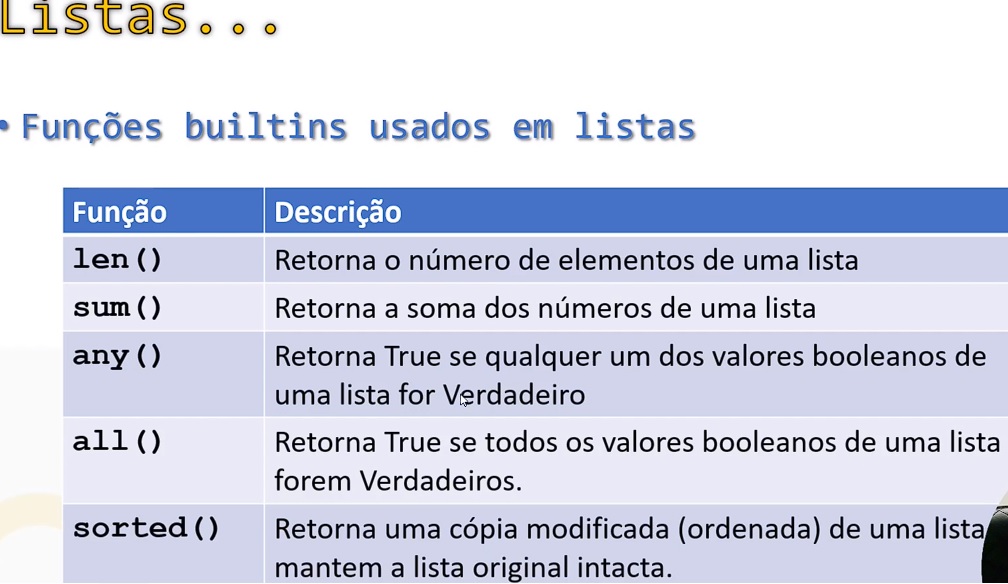 Listas...
• Funções builtins usados em listas
Função Descrição
len() Retorna o número de elementos de uma lista
sum() Retorna a soma dos números de uma lista
any() Retorna True se qualquer um dos valores booleanos de
uma lista for Verdadeiro
all() Retorna True se todos os valores booleanos de uma lista
forem Verdadeiros.
sorted() Retorna uma cópia modificada (ordenada) de uma lista
mantem a lista original intacta.